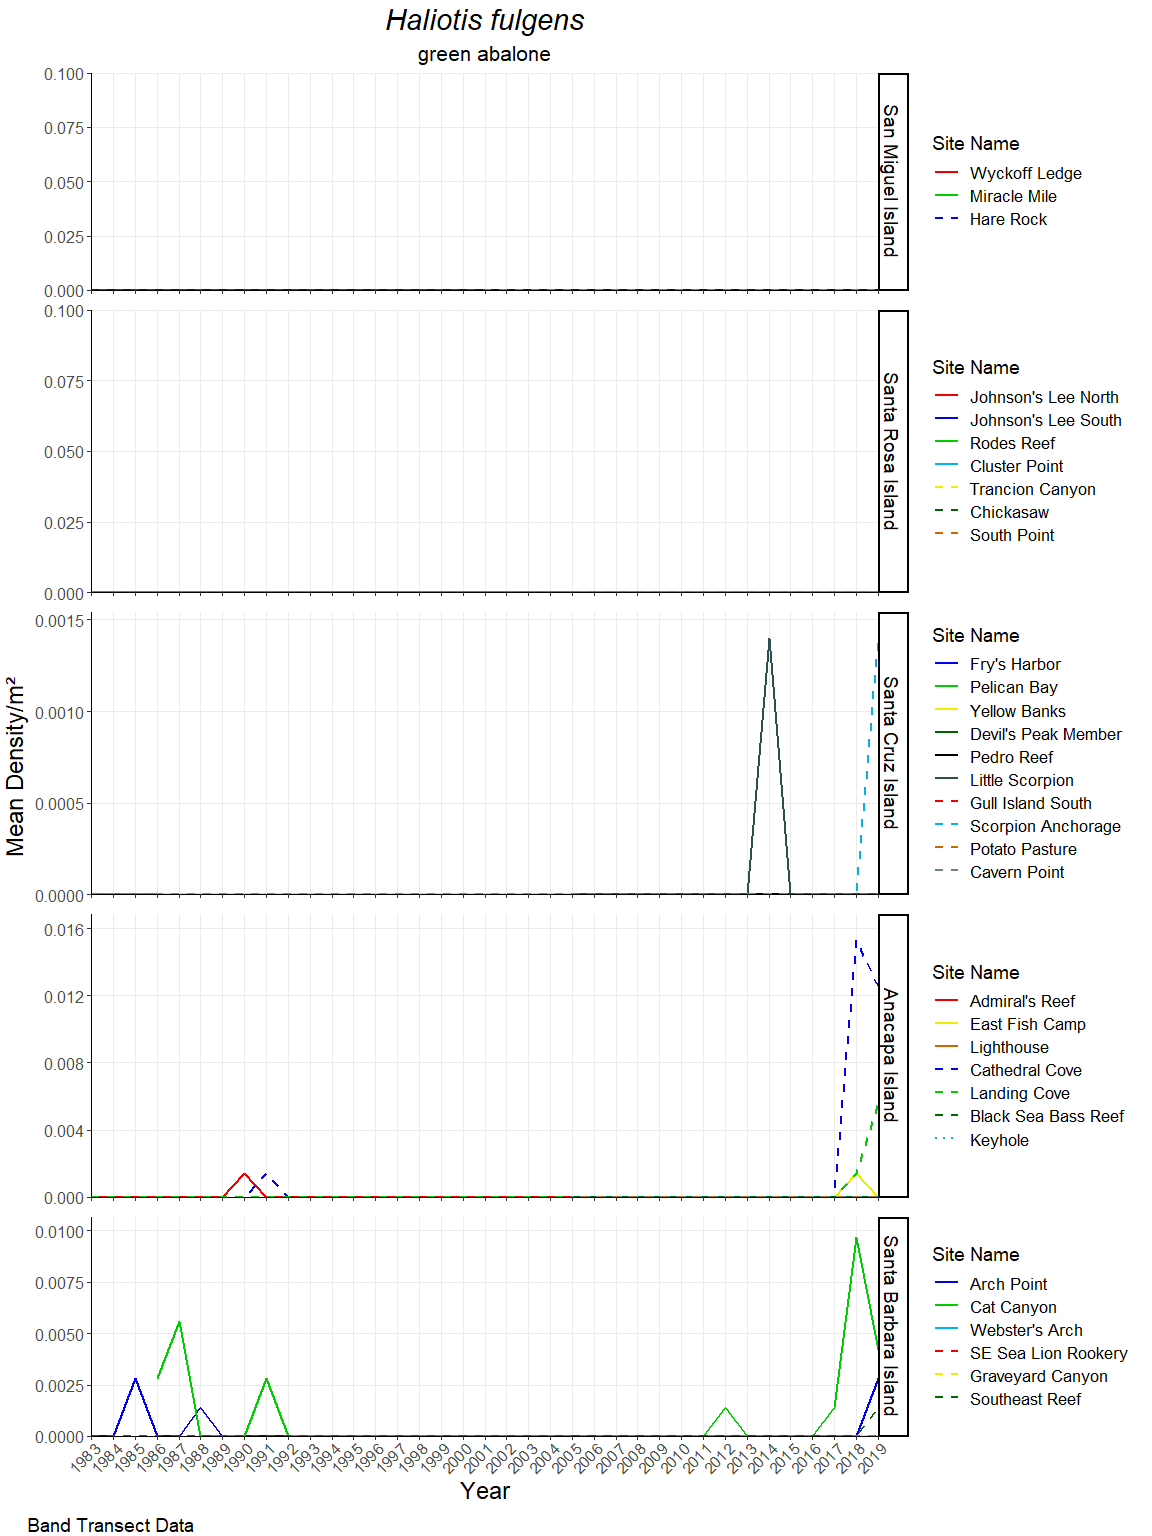 Haliotis fulgens
green abalone
0.100
0.075
0.050
0.025
0.000
San Miguel Island
Site Name
Wyckoff Ledge
Miracle Mile
Hare Rock
0.100
0.075
0.050
0.025
0.000
Santa Rosa Island
Site Name
Johnson's Lee North
Johnson's Lee South
Rodes Reef
Cluster Point
Trancion Canyon
Chickasaw
South Point
Mean Density/m²
0.0015
0.0010
0.0005
0.0000
Santa Cruz Island
Site Name
Fry's Harbor
Pelican Bay
Yellow Banks
Devil's Peak Member
Pedro Reef
Little Scorpion
Gull Island South
Scorpion Anchorage
Potato Pasture
Cavern Point
0.016
0.012
0.008
0.004
0.000
Anacapa Island
Site Name
Admiral's Reef
East Fish Camp
Lighthouse
Cathedral Cove
Landing Cove
Black Sea Bass Reef
Keyhole
0.0100
0.0075
0.0050
0.0025
0.0000
Santa Barbara Island
Site Name
Arch Point
Cat Canyon
Webster's Arch
SE Sea Lion Rookery
Graveyard Canyon
Southeast Reef
1983 1984 1985 1986 1987 1988 1989 1990 1991 1992 1993 1994 1995 1996 1997 1998 1999 2000 2001 2002 2003 2004 2005 2006 2007 2008 2009 2010 2011 2012 2013 2014 2015 2016 2017 2018 2019
Year
Band Transect Data